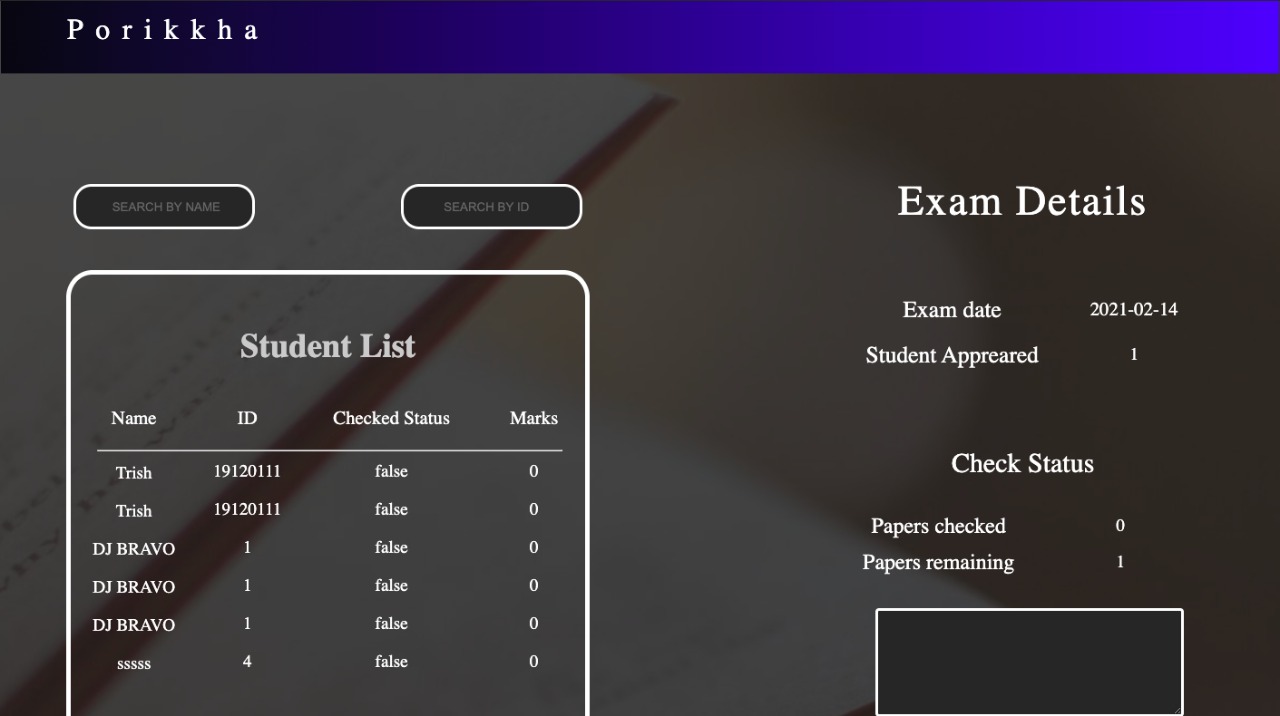 Porikkha
SEARCH BY NAME
SEARCH BY ID
Student List
Name ID Checked Status Marks
Trish 19120111 false 0
Trish 19120111 false 0
DJ BRAVO 1 false 0
DJ BRAVO 1 false 0
DJ BRAVO 1 false 0
sssss 4 false 0
Exam Details
Exam date 2021-02-14
Student Appreared 1
Check Status
Papers checked 0
Papers remaining 1